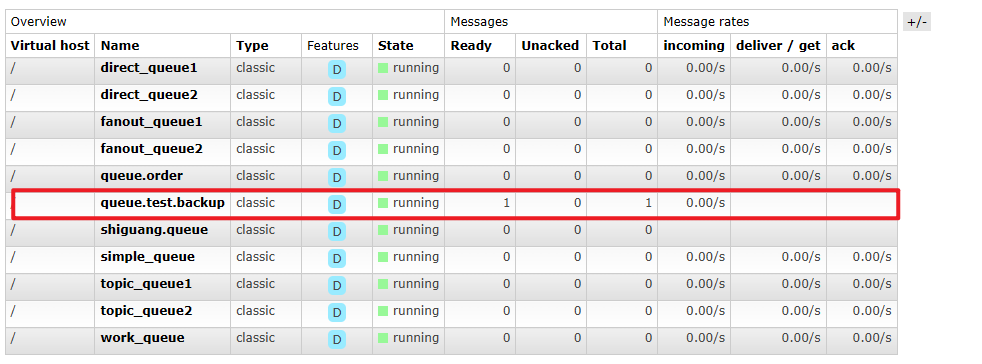 Overview Messages Message rates +/-
Virtual host Name Type Features State Ready Unacked Total incoming deliver / get ack
/ direct_queue1 classic D running 0 0 0 0.00/s 0.00/s 0.00/s
/ direct_queue2 classic D running 0 0 0 0.00/s 0.00/s 0.00/s
/ fanout_queue1 classic D running 0 0 0 0.00/s 0.00/s 0.00/s
/ fanout_queue2 classic D running 0 0 0 0.00/s 0.00/s 0.00/s
/ queue.order classic D running 0 0 0 0.00/s 0.00/s 0.00/s
/ queue.test.backup classic D running 1 0 1 0.00/s
/ shiguang.queue classic D running 0 0 0
/ simple_queue classic D running 0 0 0 0.00/s 0.00/s 0.00/s
/ topic_queue1 classic D running 0 0 0 0.00/s 0.00/s 0.00/s
/ topic_queue2 classic D running 0 0 0 0.00/s 0.00/s 0.00/s
/ work_queue classic D running 0 0 0 0.00/s 0.00/s 0.00/s